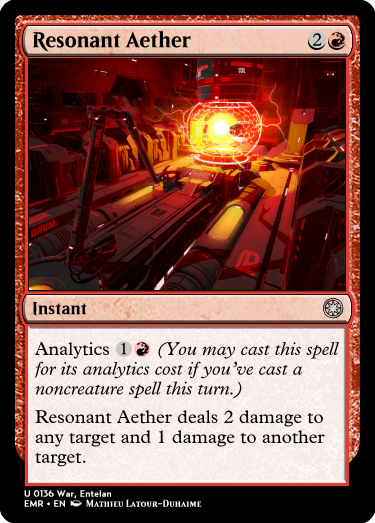 Resonant Aether 2
DRUM
Instant
Analytics 1 (You may cast this spell
for its analytics cost if you've cast a
noncreature spell this turn.)
Resonant Aether deals 2 damage to
any target and 1 damage to another
target.
U 0136 War, Entelan
EMR • EN Mathieu Latour-Duhaime